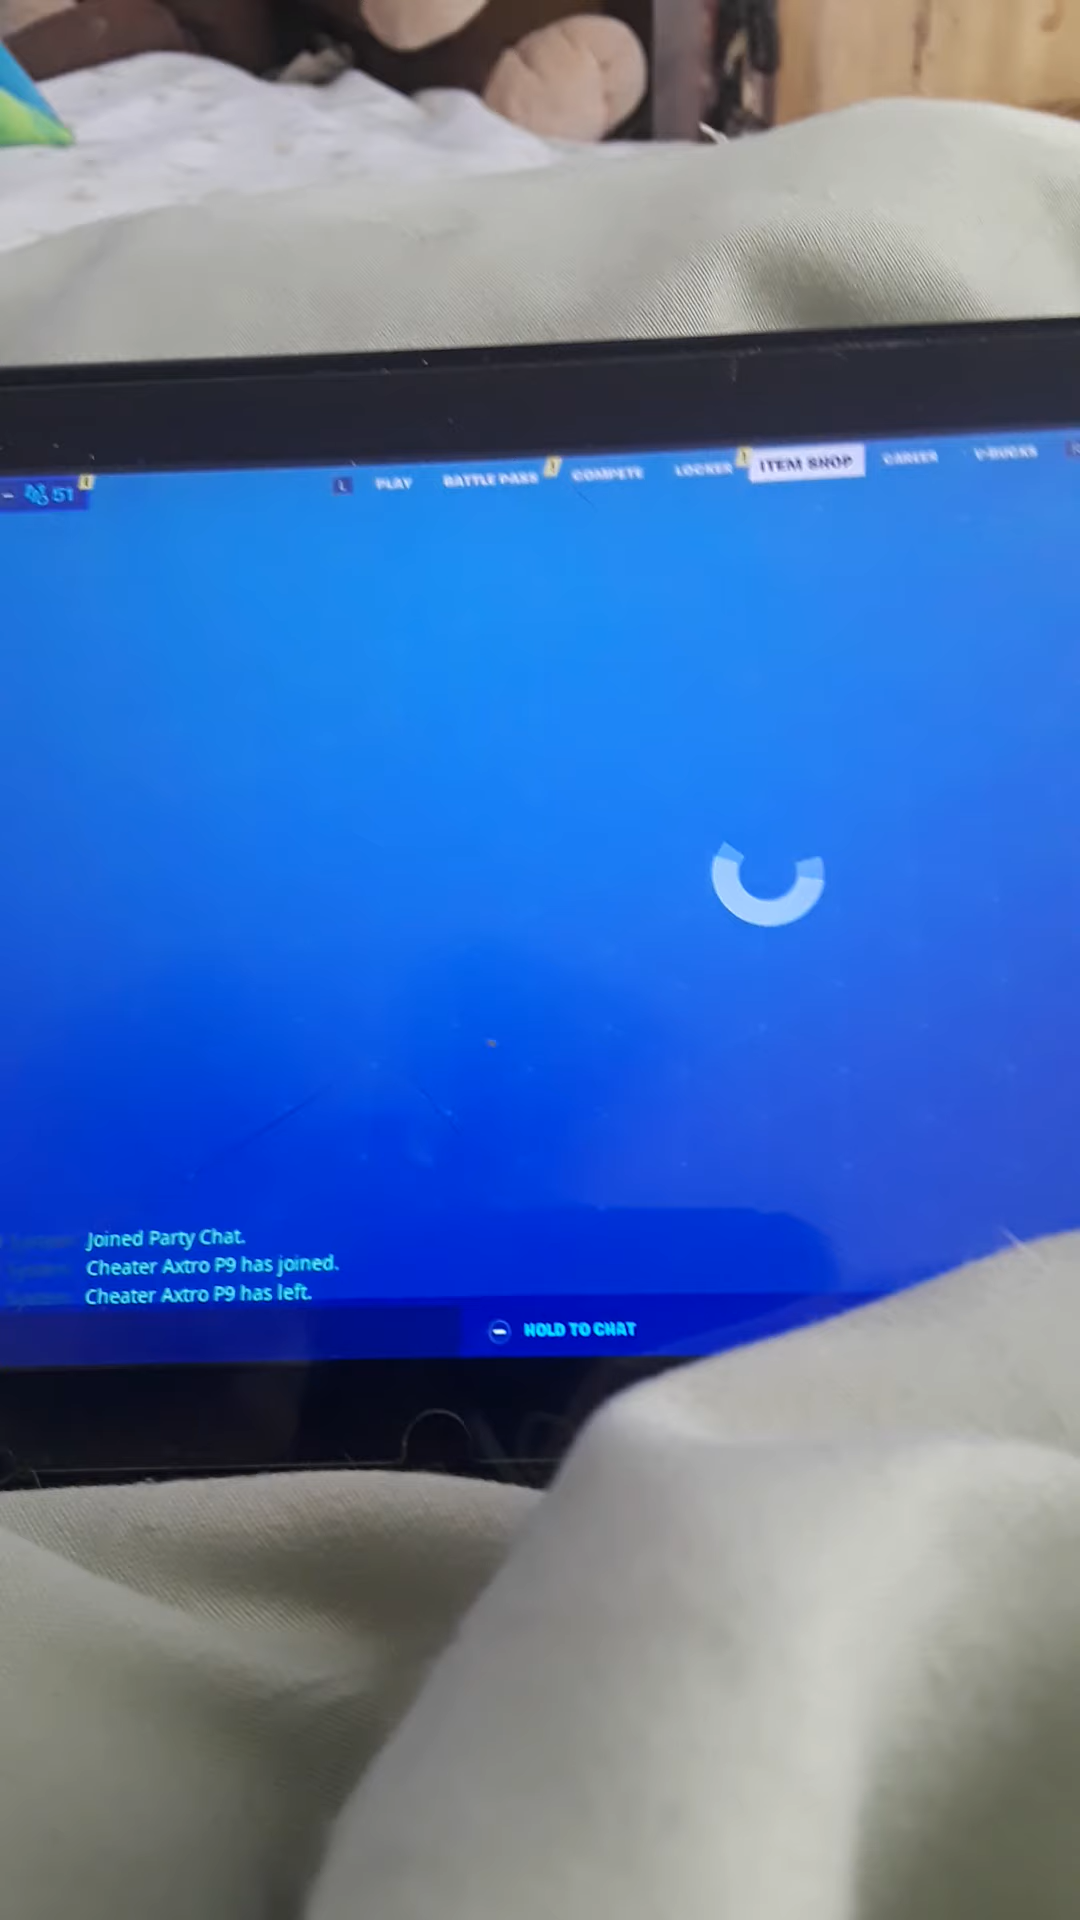 51
L PLAY BATTLE PASS COMPETE LOCKER ITEM SHOP CAREER V-BUCKS
Joined Party Chat.
Cheater Axtro P9 has joined.
Cheater Axtro P9 has left.
HOLD TO CHAT